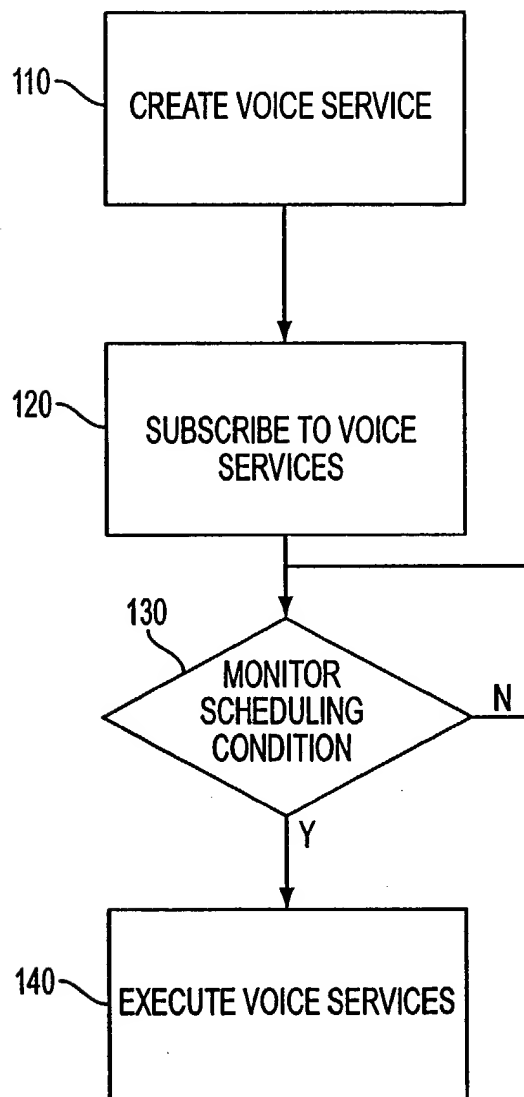 110
CREATE VOICE SERVICE
120
SUBSCRIBE TO VOICE
SERVICES
130
MONITOR
SCHEDULING
CONDITION
N
Y
140
EXECUTE VOICE SERVICES